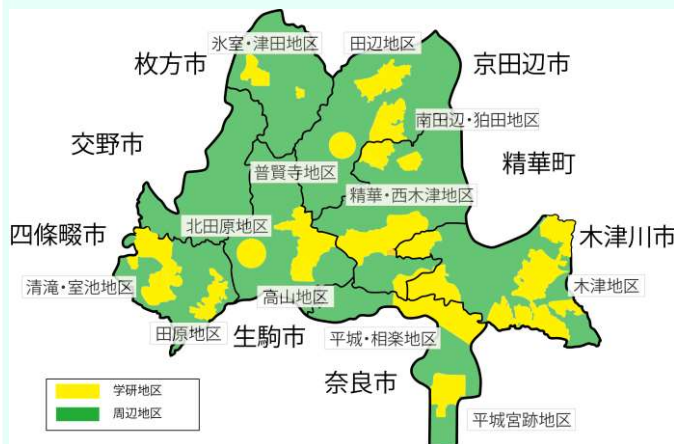 氷室・津田地区
田辺地区
枚方市
京田辺市
南田辺・狛田地区
交野市
普賢寺地区
精華町
精華・西木津地区
北田原地区
四條畷市
木津川市
清滝・室池地区
高山地区
木津地区
田原地区
生駒市
平城・相楽地区
奈良市
学研地区
周辺地区
平城宮跡地区